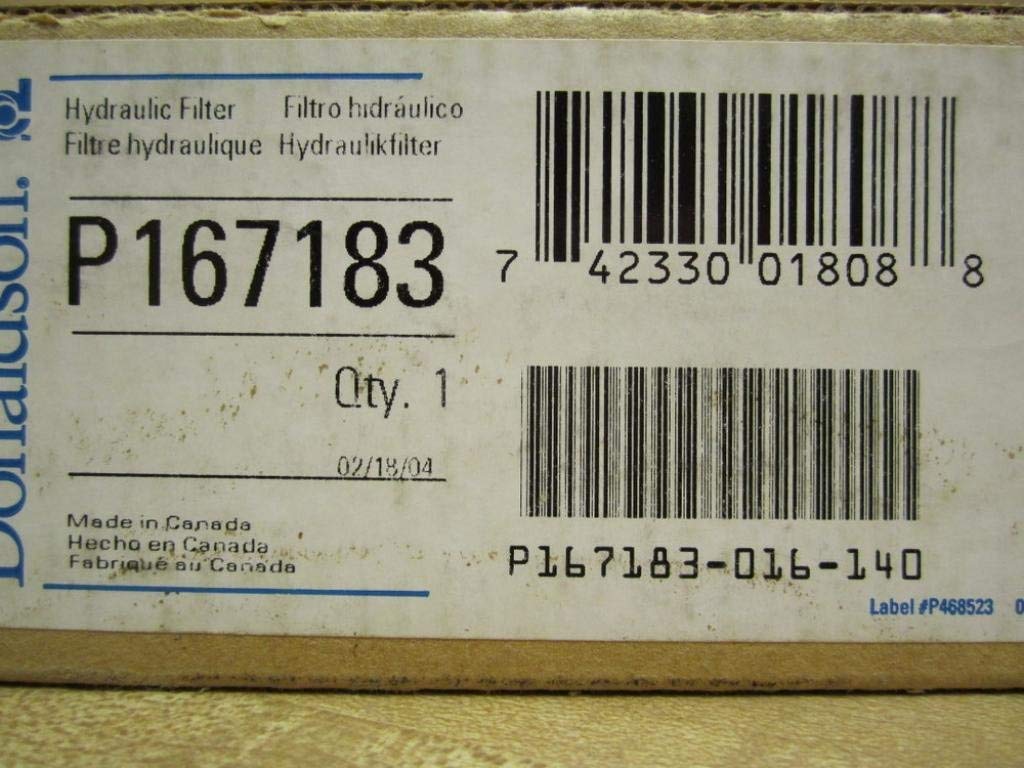 Donaldson.
Hydraulic Filter Filtro hidráulico
Filtre hydraulique Hydraulikfilter
P167183
Qty. 1
02/18/04
Made in Canada
Hecho en Canada
Fabriqué au Canada
7 42330 01808 8
P167183-016-140
Label #P468523 0